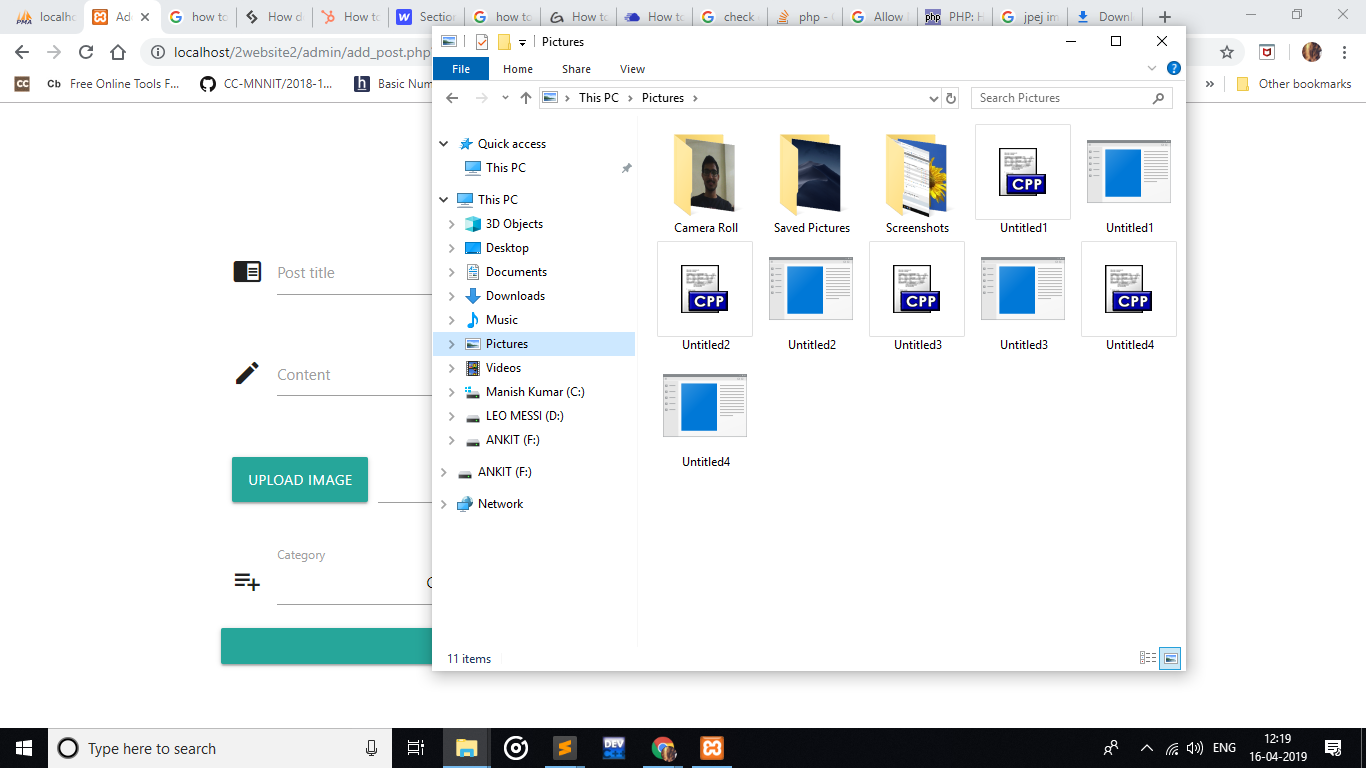 localho
Ad
how to
How d
How to
Section
how to
How to
How to
check
php - 
Allow
PHP: H
jpej im
Downl
localhost/2website2/admin/add_post.php
Free Online Tools F...
CC-MNNIT/2018-1...
Basic Num
»
Other bookmarks
Pictures
File
Home
Share
View
This PC
Pictures
Search Pictures
Quick access
This PC
This PC
3D Objects
Desktop
Documents
Downloads
Music
Pictures
Videos
Manish Kumar (C:)
LEO MESSI (D:)
ANKIT (F:)
ANKIT (F:)
Network
Camera Roll
Saved Pictures
Screenshots
Untitled1
Untitled1
Untitled2
Untitled2
Untitled3
Untitled3
Untitled4
Untitled4
DEV CPP
DEV CPP
DEV CPP
DEV CPP
11 items
Post title
Content
UPLOAD IMAGE
Category
Type here to search
DEV
ENG
12:19
16-04-2019